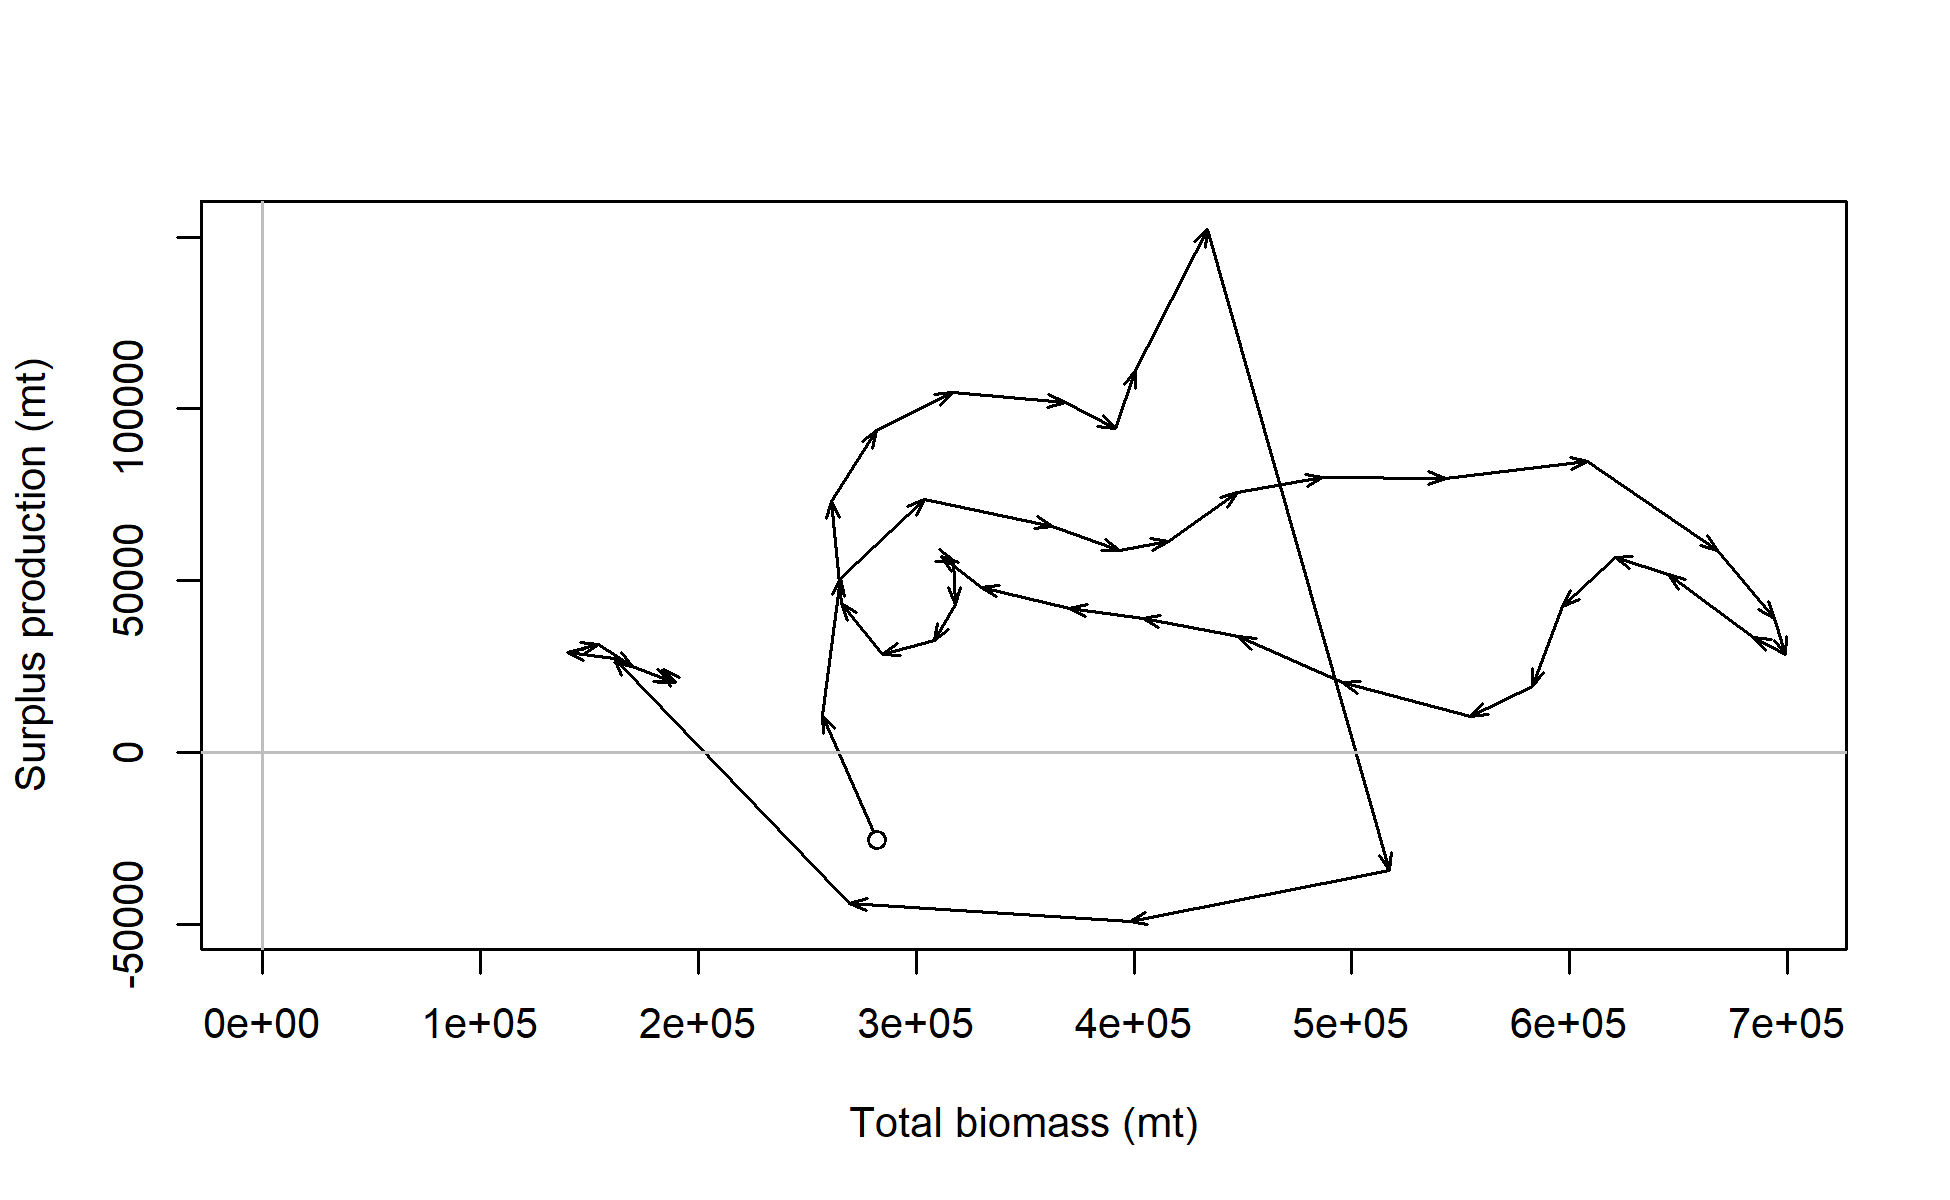 Surplus production (mt)
100000
50000
0
-50000
0e+00 1e+05 2e+05 3e+05 4e+05 5e+05 6e+05 7e+05
Total biomass (mt)